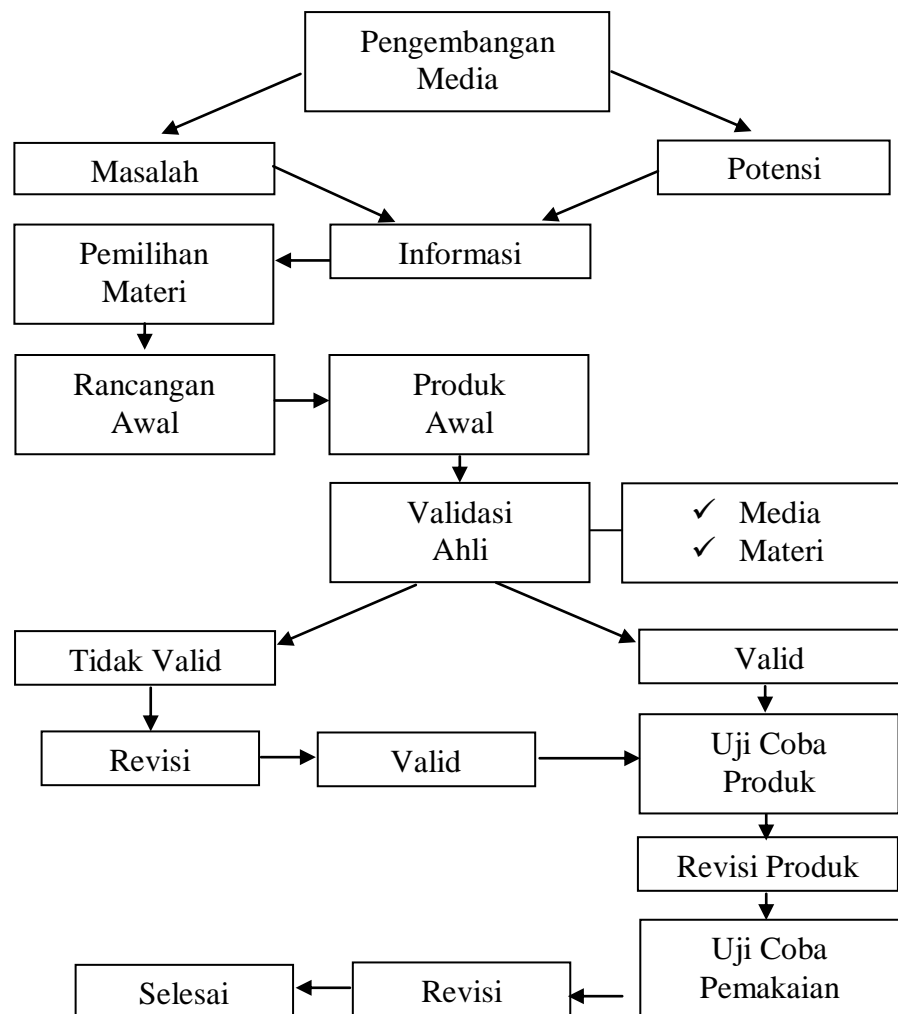 Pengembangan
Media
Masalah
Potensi
Informasi
Pemilihan
Materi
Rancangan
Awal
Produk
Awal
Validasi
Ahli
✓ Media
✓ Materi
Tidak Valid
Valid
Revisi
Valid
Uji Coba
Produk
Revisi Produk
Uji Coba
Pemakaian
Revisi
Selesai